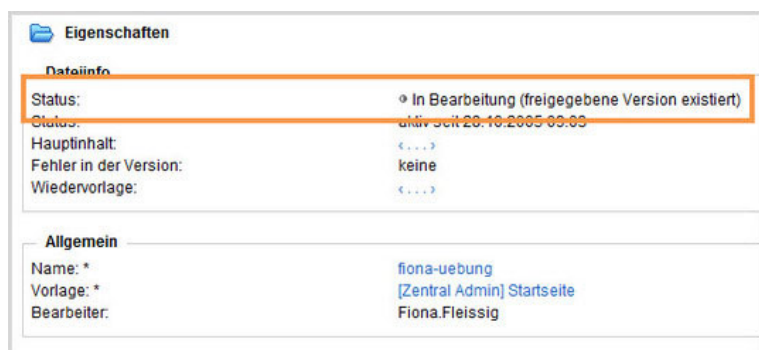 Eigenschaften
Dateiinfo
Status: In Bearbeitung (freigegebene Version existiert)
Status: aktiv seit 28.10.2005 09:03
Hauptinhalt: ‹ . . . ›
Fehler in der Version: keine
Wiedervorlage: ‹ . . . ›
Allgemein
Name: * fiona-uebung
Vorlage: * [Zentral Admin] Startseite
Bearbeiter: Fiona.Fleissig